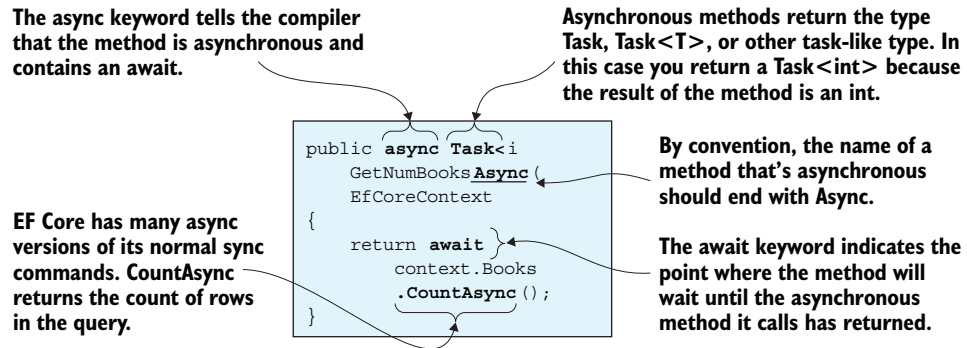 The async keyword tells the compiler
that the method is asynchronous and
contains an await.
Asynchronous methods return the type
Task, Task<T>, or other task-like type. In
this case you return a Task<int> because
the result of the method is an int.
public async Task<i
GetNumBooksAsync(
EfCoreContext
{
return await
context.Books
.CountAsync();
}
By convention, the name of a
method that's asynchronous
should end with Async.
EF Core has many async
versions of its normal sync
commands. CountAsync
returns the count of rows
in the query.
The await keyword indicates the
point where the method will
wait until the asynchronous
method it calls has returned.